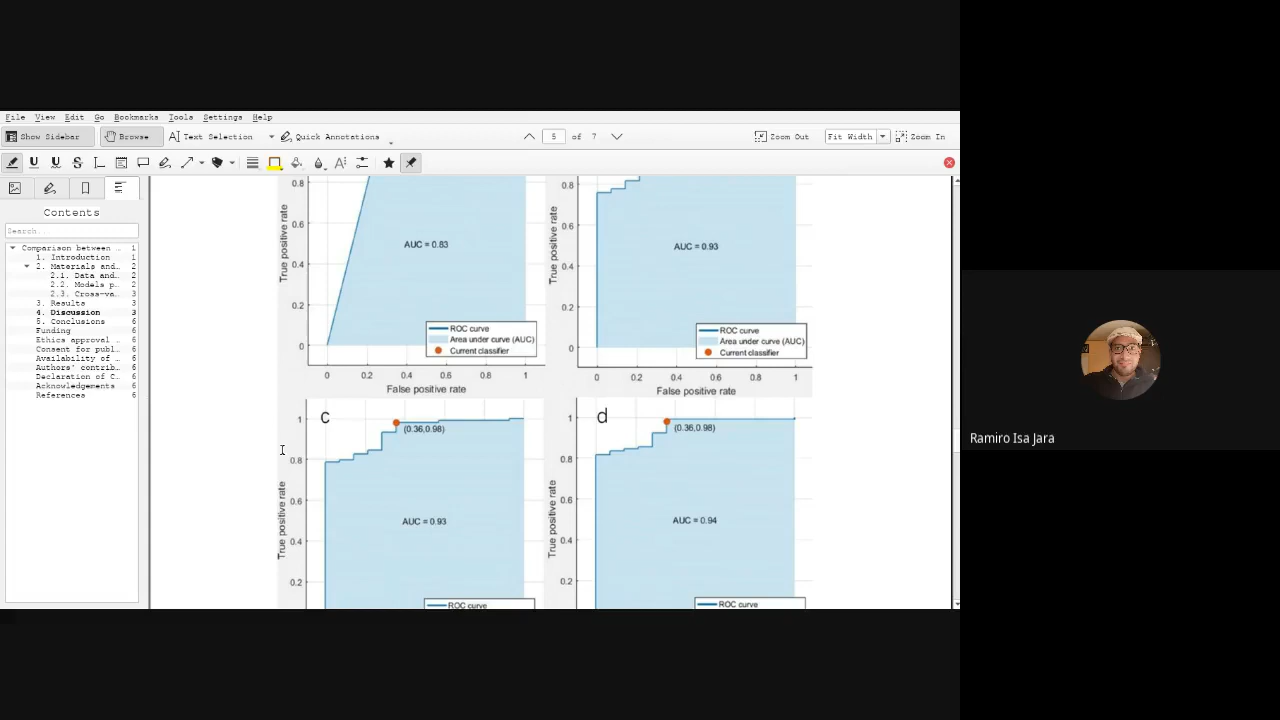 File View Edit Go Bookmarks Tools Settings Help
Show Sidebar Browse Text Selection Quick Annotations 5 of 7 Zoom Out Fit Width Zoom In
Contents
Search...
Comparison between … 1
1. Introduction 1
2. Materials and… 2
2.1. Data and… 2
2.2. Models p… 2
2.3. Cross-va… 3
3. Results 3
4. Discussion 3
5. Conclusions 6
Funding 6
Ethics approval … 6
Consent for publ… 6
Availability of … 6
Authors' contrib… 6
Declaration of C… 6
Acknowledgements 6
References 6
0.8
0.6
0.4
0.2
0
True positive rate
AUC = 0.83
ROC curve
Area under curve (AUC)
Current classifier
0 0.2 0.4 0.6 0.8 1
False positive rate
0.8
0.6
0.4
0.2
0
True positive rate
AUC = 0.93
ROC curve
Area under curve (AUC)
Current classifier
0 0.2 0.4 0.6 0.8 1
False positive rate
c
1
0.8
0.6
0.4
0.2
True positive rate
(0.36,0.98)
AUC = 0.93
ROC curve
d
1
0.8
0.6
0.4
0.2
True positive rate
(0.36,0.98)
AUC = 0.94
ROC curve
Ramiro Isa Jara